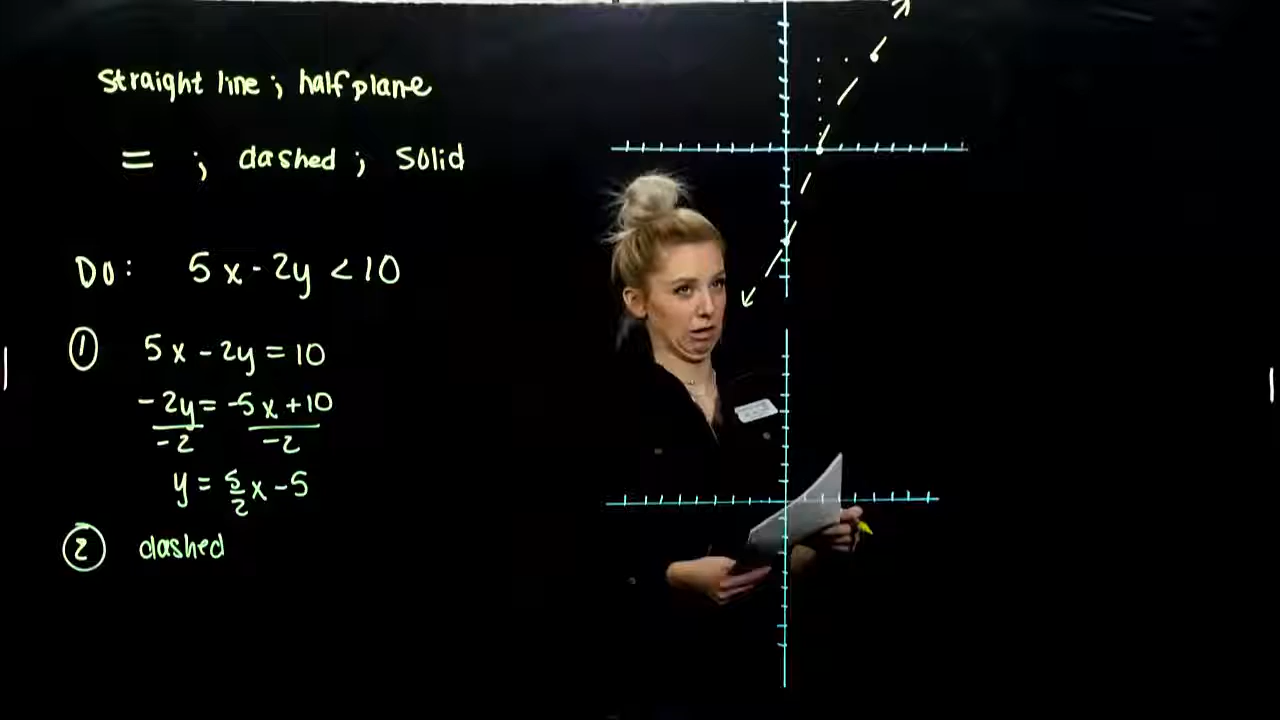 straight line ; half plane
= ; dashed ; solid
Do: 5x - 2y < 10
① 5x - 2y = 10
-2y = -5x + 10
-2 -2
y = 5/2 x - 5
② dashed